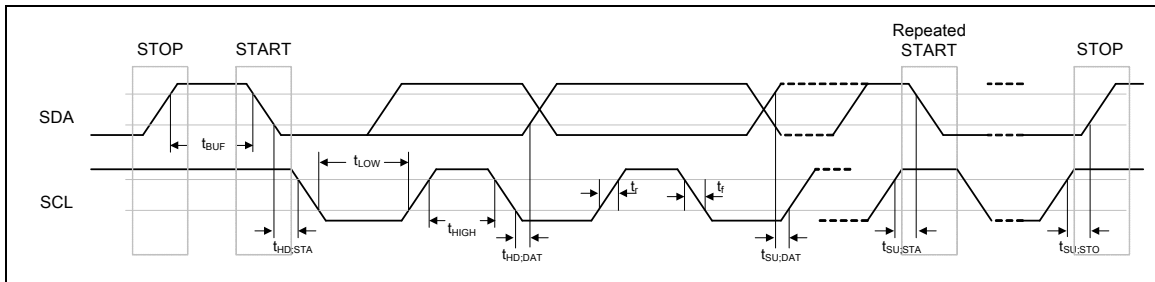 STOP
START
Repeated
START
STOP
SDA
tBUF
tLOW
SCL
tr
tf
tHIGH
tHD;STA
tHD;DAT
tSU;DAT
tSU;STA
tSU;STO